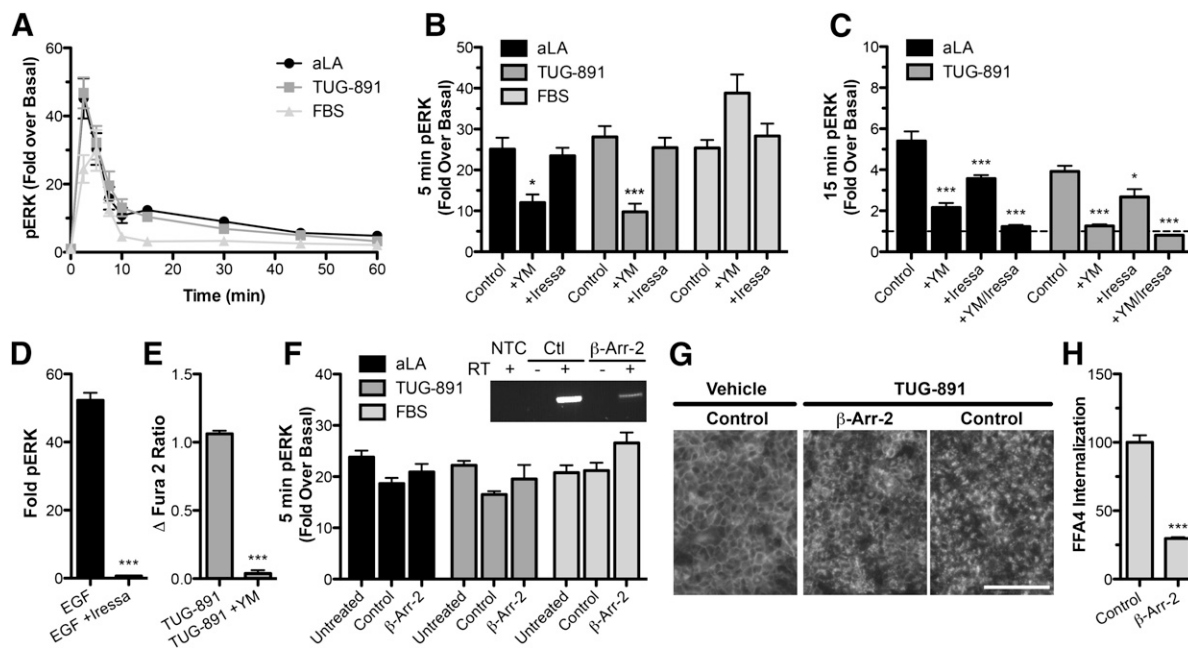 A
pERK (Fold over Basal)
60
40
20
0
0 10 20 30 40 50 60
Time (min)
aLA
TUG-891
FBS
B
5 min pERK
(Fold Over Basal)
50
40
30
20
10
0
aLA
TUG-891
FBS
* ***
Control +YM +Iressa Control +YM +Iressa Control +YM +Iressa
C
15 min pERK
(Fold Over Basal)
10
8
6
4
2
0
aLA
TUG-891
*** *** *** *** * ***
Control +YM +Iressa +YM/Iressa Control +YM +Iressa +YM/Iressa
D
Fold pERK
60
40
20
0
***
EGF
EGF +Iressa
E
Δ Fura 2 Ratio
1.5
1.0
0.5
0.0
***
TUG-891
TUG-891 +YM
F
5 min pERK
(Fold Over Basal)
40
30
20
10
0
aLA
TUG-891
FBS
NTC Ctl β-Arr-2
RT + - + - +
Untreated Control β-Arr-2 Untreated Control β-Arr-2 Untreated Control β-Arr-2
G
Vehicle TUG-891
Control β-Arr-2 Control
H
FFA4 Internalization
150
100
50
0
***
Control
β-Arr-2